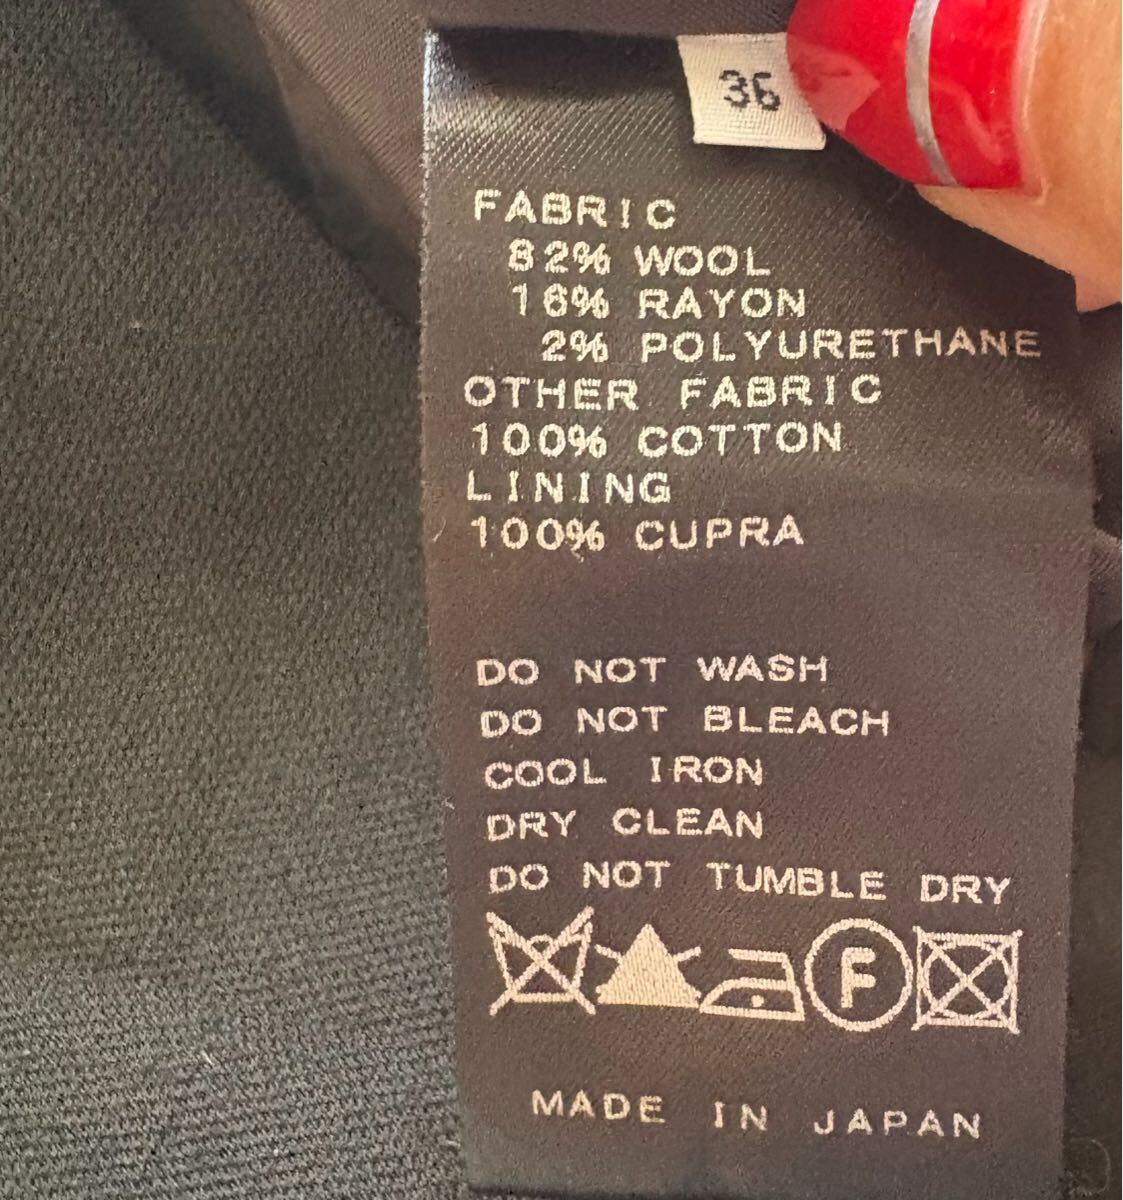 36
FABRIC
82% WOOL
16% RAYON
2% POLYURETHANE
OTHER FABRIC
100% COTTON
LINING
100% CUPRA
DO NOT WASH
DO NOT BLEACH
COOL IRON
DRY CLEAN
DO NOT TUMBLE DRY
F
MADE IN JAPAN